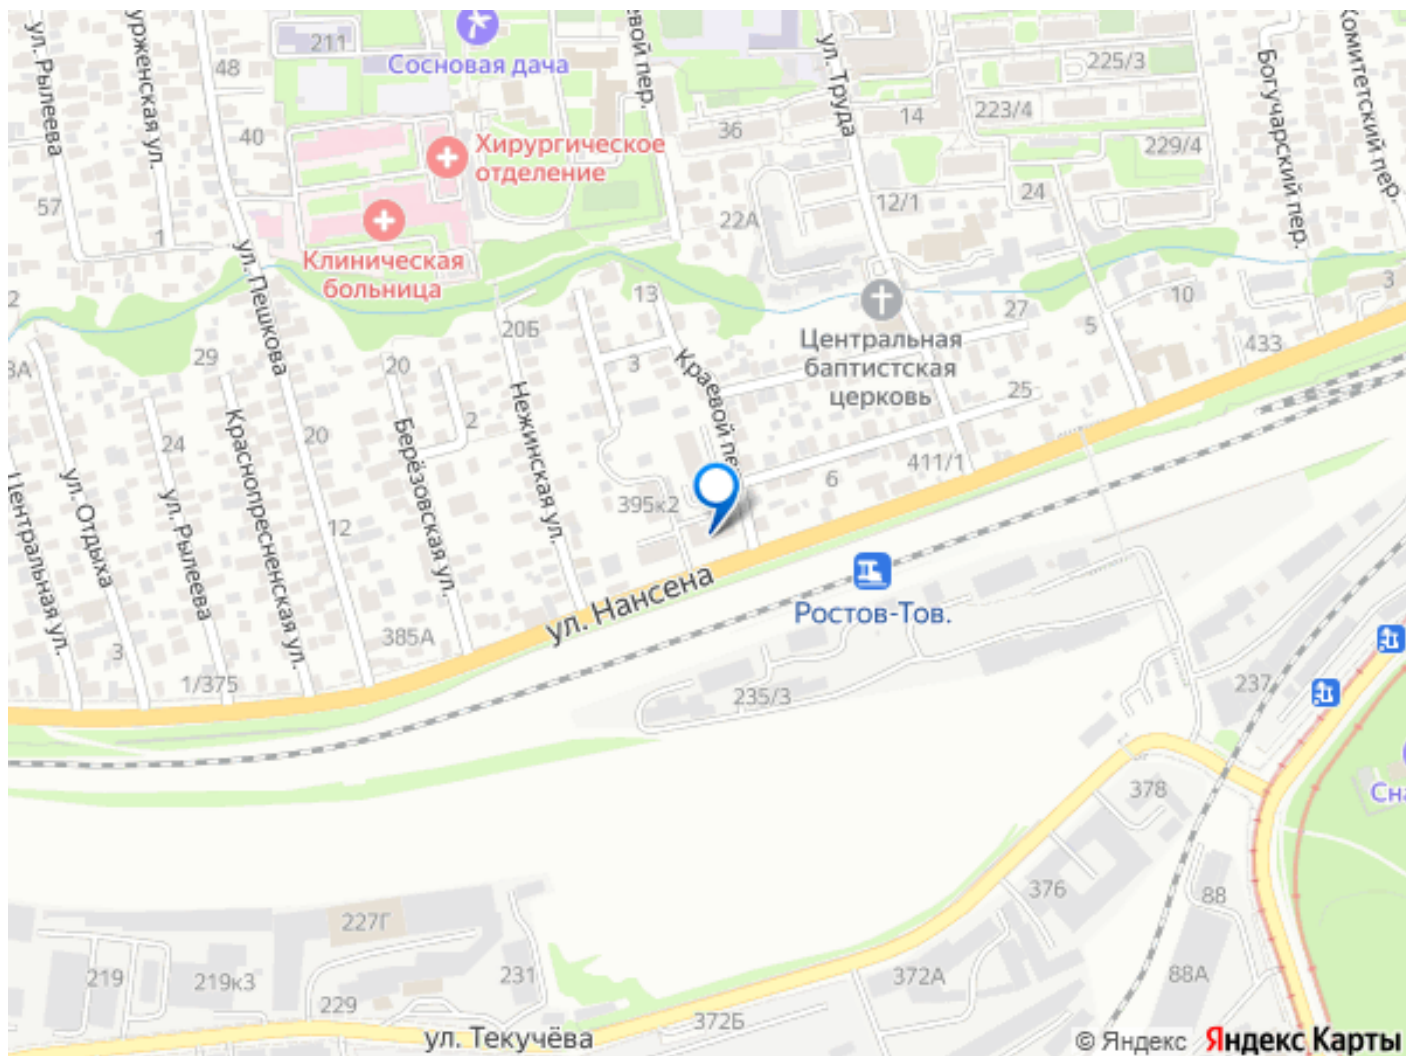 ул. Рылеева
урженская ул.
211
48
40
57
1
Сосновая дача
евой пер.
ул. Труда
36
14
Хирургическое
отделение
22А
12/1
225/3
223/4
229/4
24
Богучарский пер.
Комитетский пер.
Клиническая
больница
ул. Пешкова
2
3А
29
20
20Б
13
3
2
Краевой пе
Центральная
баптистская
церковь
27
5
10
3
433
25
411/1
6
Нежинская ул.
Берёзовская ул.
Краснопресненская ул.
24
20
12
ул. Рылеева
ул. Отдыха
Центральная ул.
3
1/375
385А
395к2
ул. Нансена
Ростов-Тов.
235/3
237
378
Сна
376
88
88А
372А
372Б
227Г
219
219к3
229
231
ул. Текучёва
© Яндекс Яндекс Карты